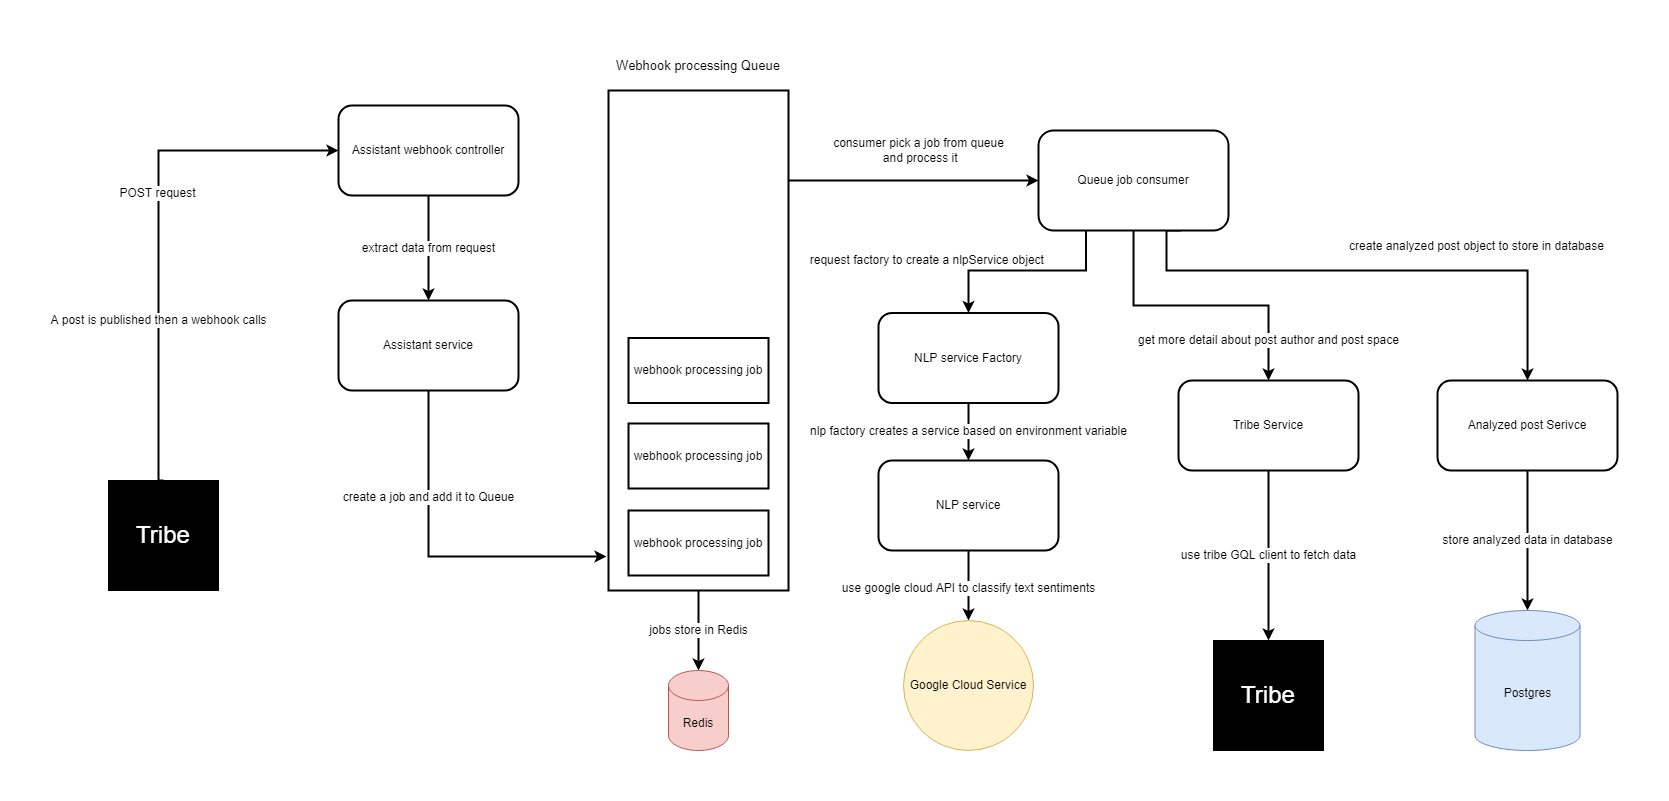 Webhook processing Queue
POST request
A post is published then a webhook calls
Tribe
Assistant webhook controller
extract data from request
Assistant service
create a job and add it to Queue
webhook processing job
webhook processing job
webhook processing job
jobs store in Redis
Redis
consumer pick a job from queue
and process it
Queue job consumer
request factory to create a nlpService object
NLP service Factory
nlp factory creates a service based on environment variable
NLP service
use google cloud API to classify text sentiments
Google Cloud Service
get more detail about post author and post space
Tribe Service
use tribe GQL client to fetch data
Tribe
create analyzed post object to store in database
Analyzed post Serivce
store analyzed data in database
Postgres